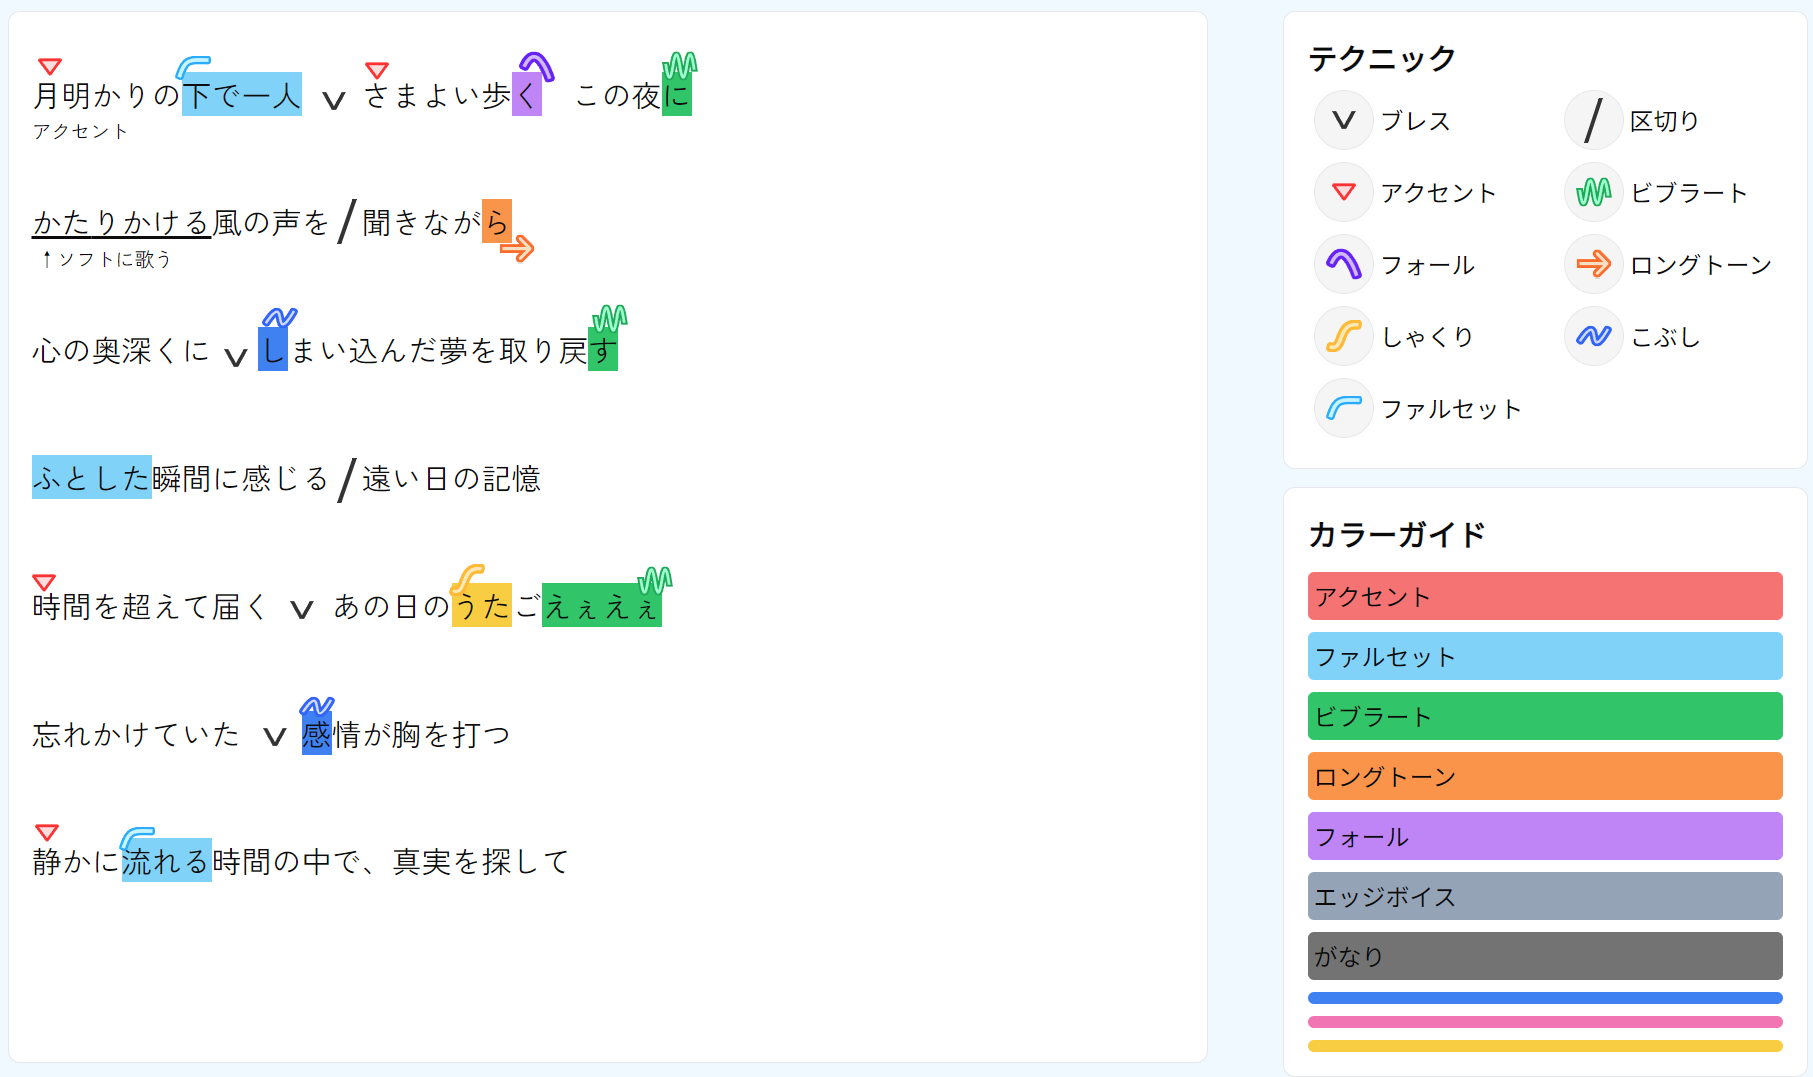 月明かりの下で一人 さまよい歩く この夜に
アクセント
かたりかける風の声を/聞きながら
↑ソフトに歌う
心の奥深くに しまい込んだ夢を取り戻す
ふとした瞬間に感じる/遠い日の記憶
時間を超えて届く あの日のうたごえぇえぇ
忘れかけていた 感情が胸を打つ
静かに流れる時間の中で、真実を探して
テクニック
ブレス
区切り
アクセント
ビブラート
フォール
ロングトーン
しゃくり
こぶし
ファルセット
カラーガイド
アクセント
ファルセット
ビブラート
ロングトーン
フォール
エッジボイス
がなり